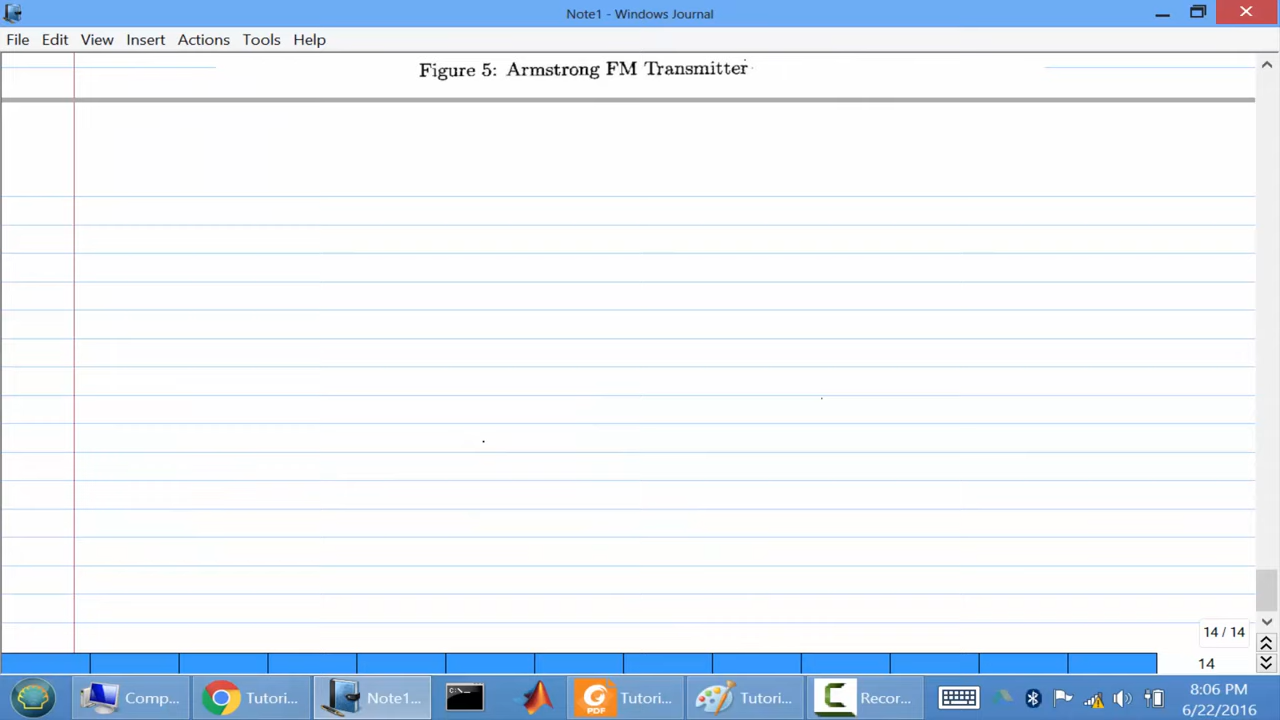 Note1 - Windows Journal
File Edit View Insert Actions Tools Help
Figure 5: Armstrong FM Transmitter
14 / 14
14
Comp... Tutori... Note1... Tutori... Tutori... Recor...
PDF
8:06 PM
6/22/2016